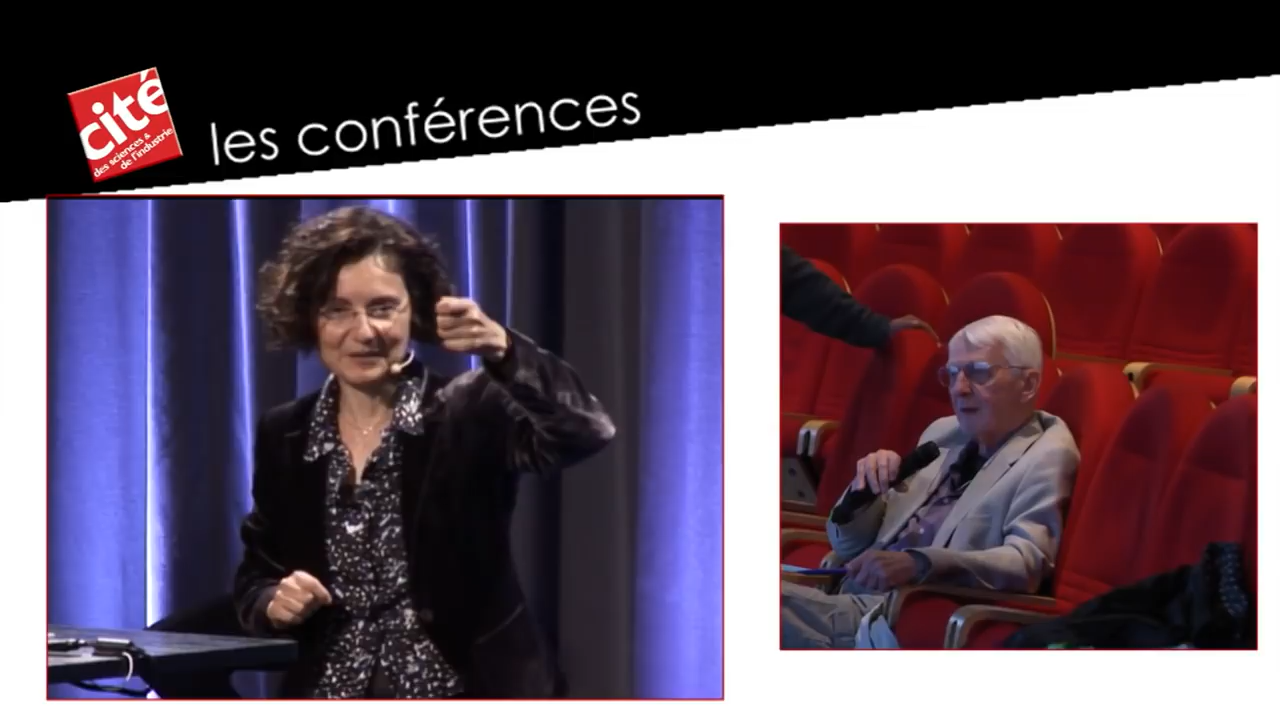 cité
des sciences &
de l'industrie
les conférences